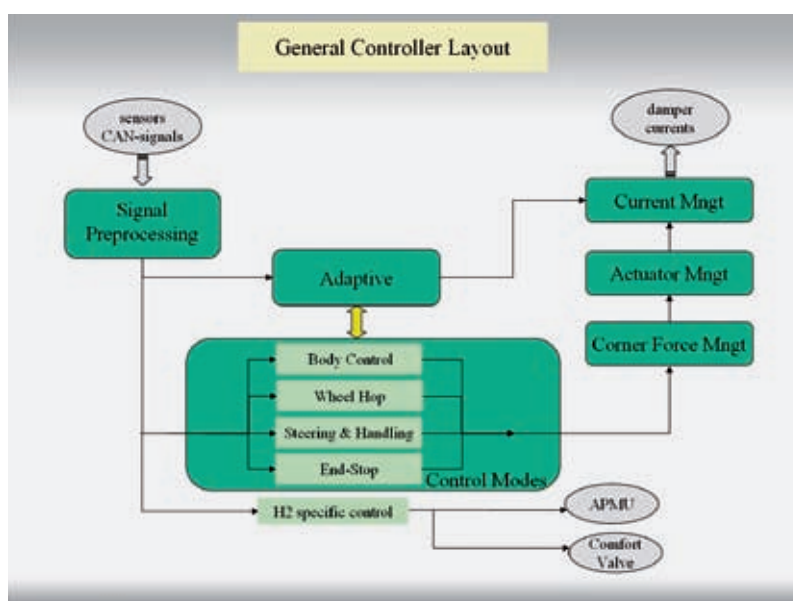 General Controller Layout
sensors
CAN-signals
damper
currents
Signal
Preprocessing
Current Mngt
Adaptive
Actuator Mngt
Corner Force Mngt
Body Control
Wheel Hop
Steering & Handling
End-Stop
Control Modes
H2 specific control
APMU
Comfort
Valve